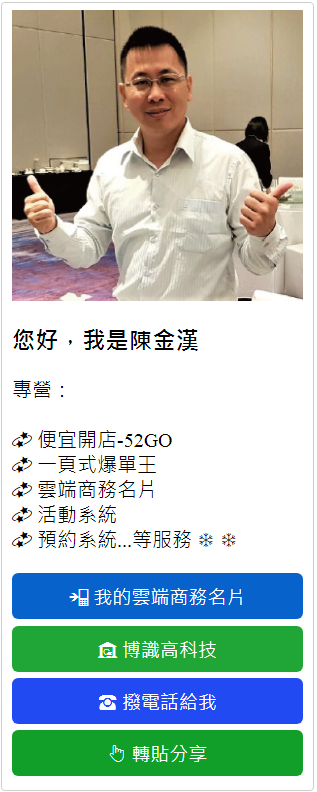 您好，我是陳金漢
專營：
便宜開店-52GO
一頁式爆單王
雲端商務名片
活動系統
預約系統...等服務 ❄ ❄
我的雲端商務名片
博識高科技
撥電話給我
轉貼分享